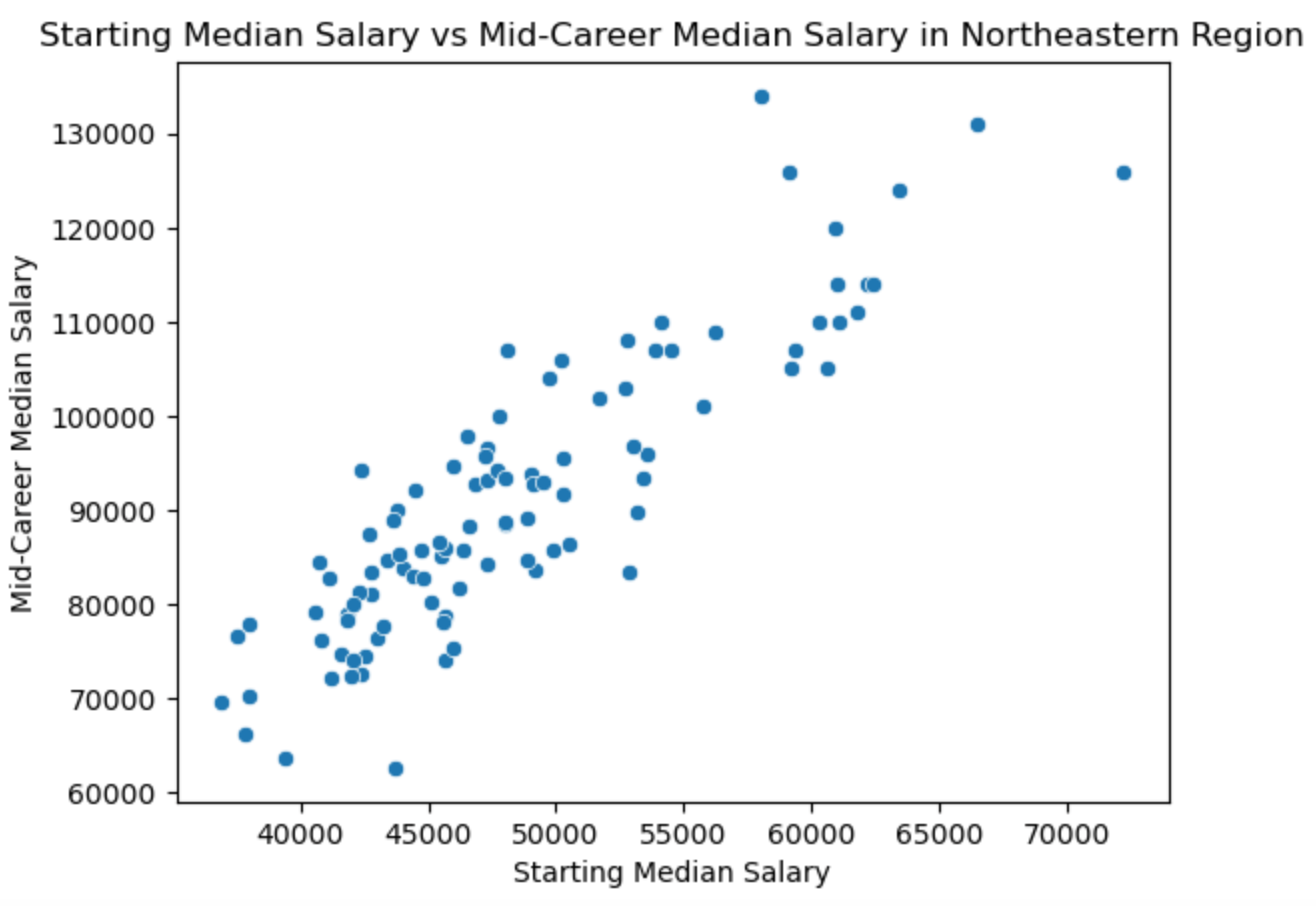 Starting Median Salary vs Mid-Career Median Salary in Northeastern Region
130000
120000
110000
100000
90000
80000
70000
60000
Mid-Career Median Salary
40000 45000 50000 55000 60000 65000 70000
Starting Median Salary